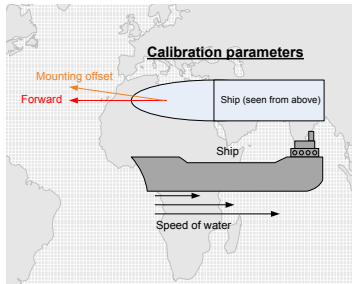 Calibration parameters
Mounting offset
Forward
Ship (seen from above)
Ship
Speed of water